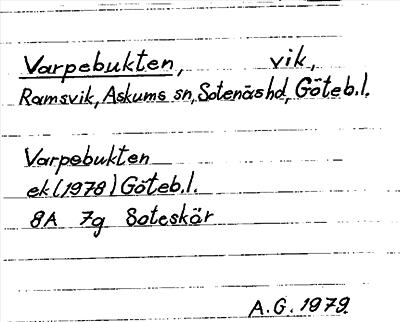 Varpebukten, vik,
Ramsvik, Askums sn, Sotenäs hd, Göteb.l.
Varpebukten
ek (1978) Göteb.l.
8A 7g Soteskär
A.G. 1979.